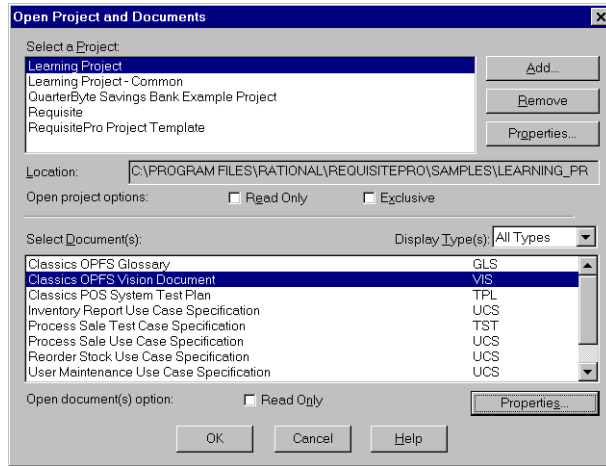 Open Project and Documents
Select a Project:
Learning Project
Learning Project - Common
QuarterByte Savings Bank Example Project
Requisite
RequisitePro Project Template
Add...
Remove
Properties...
Location: C:\PROGRAM FILES\RATIONAL\REQUISITEPRO\SAMPLES\LEARNING_PR
Open project options: Read Only Exclusive
Select Document(s): Display Type(s): All Types
Classics OPFS Glossary GLS
Classics OPFS Vision Document VIS
Classics POS System Test Plan TPL
Inventory Report Use Case Specification UCS
Process Sale Test Case Specification TST
Process Sale Use Case Specification UCS
Reorder Stock Use Case Specification UCS
User Maintenance Use Case Specification UCS
Open document(s) option: Read Only Properties...
OK Cancel Help